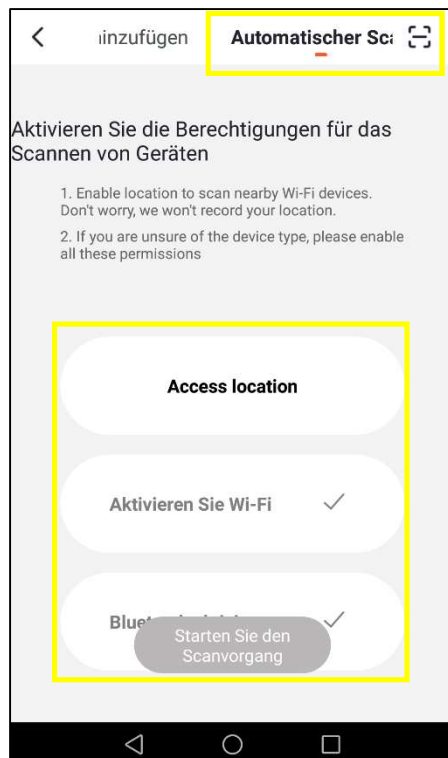 inzufügen Automatischer Sca
Aktivieren Sie die Berechtigungen für das
Scannen von Geräten
1. Enable location to scan nearby Wi-Fi devices.
Don't worry, we won't record your location.
2. If you are unsure of the device type, please enable
all these permissions
Access location
Aktivieren Sie Wi-Fi
Starten Sie den
Scanvorgang